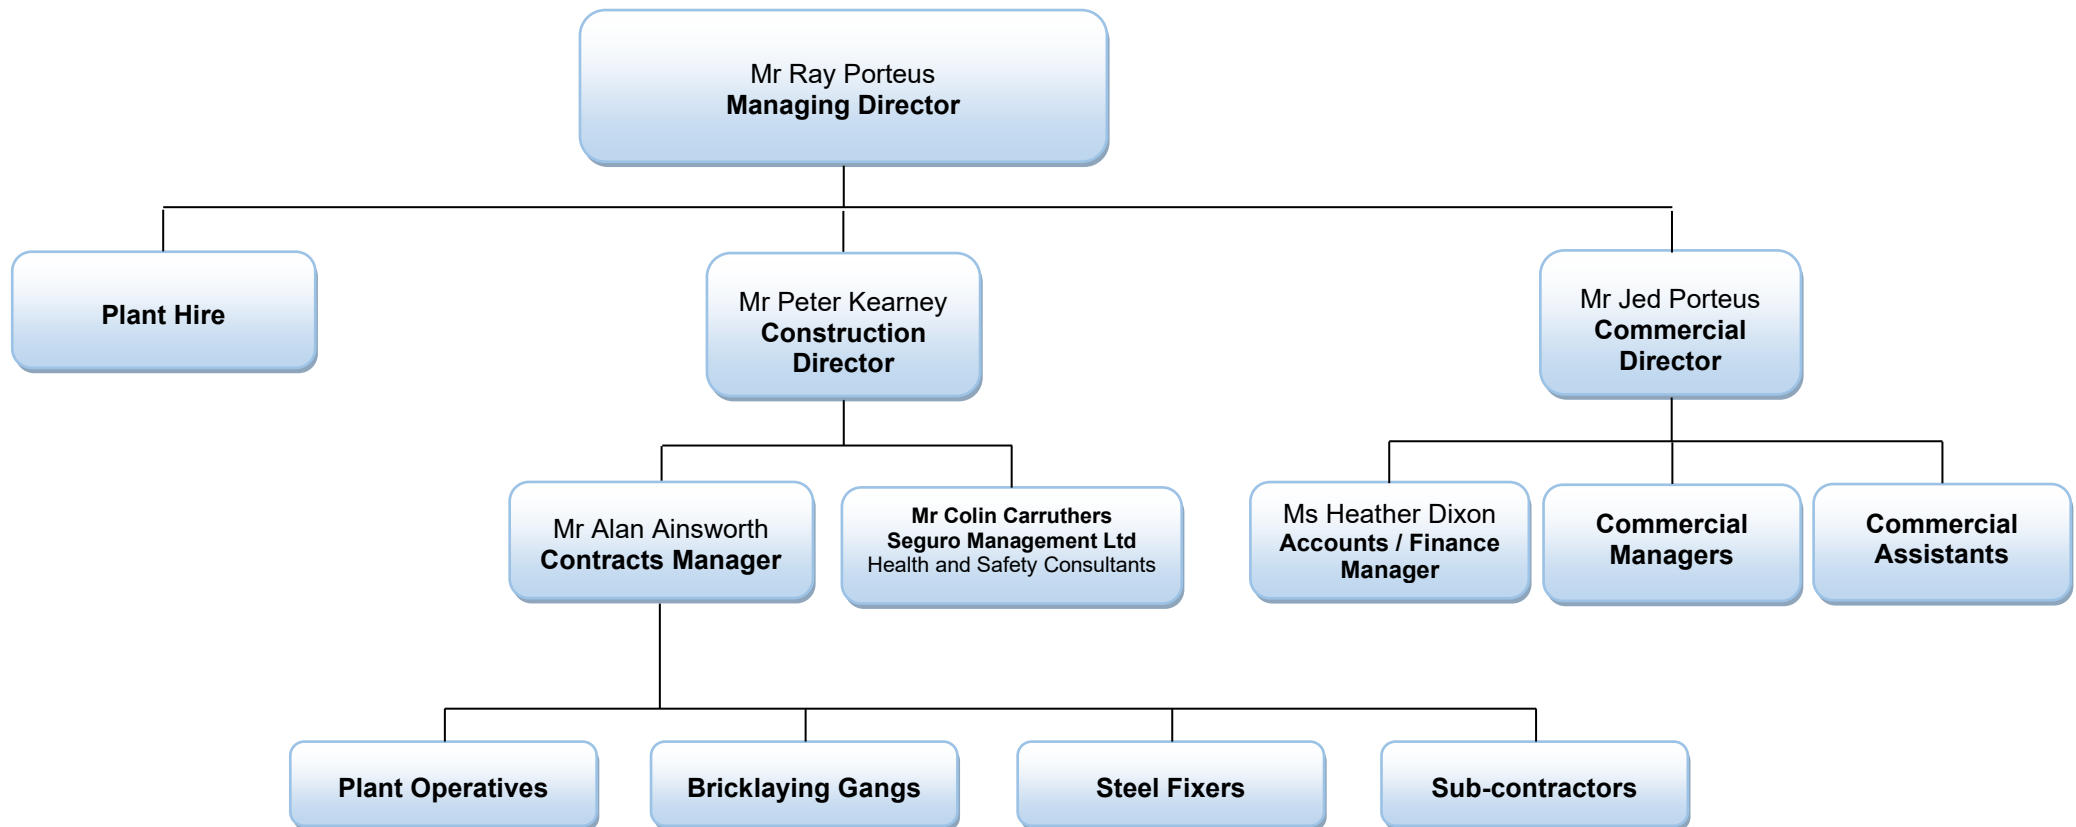 Mr Ray Porteus
Managing Director
Plant Hire
Mr Peter Kearney
Construction
Director
Mr Jed Porteus
Commercial
Director
Mr Alan Ainsworth
Contracts Manager
Mr Colin Carruthers
Seguro Management Ltd
Health and Safety Consultants
Ms Heather Dixon
Accounts / Finance
Manager
Commercial
Managers
Commercial
Assistants
Plant Operatives
Bricklaying Gangs
Steel Fixers
Sub-contractors